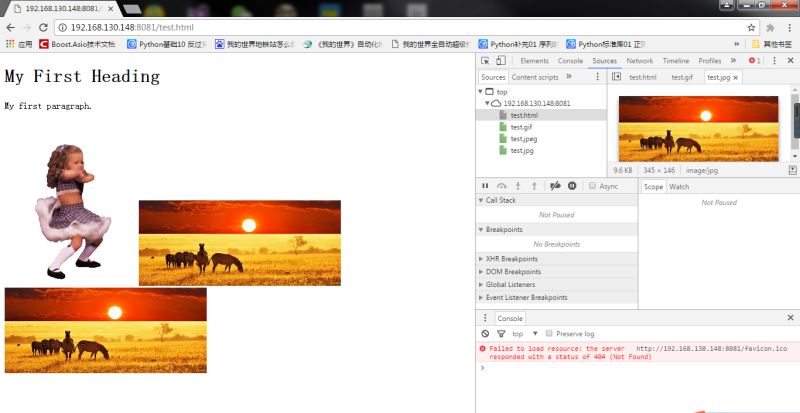 192.168.130.148:8081/
192.168.130.148:8081/test.html
应用
Boost.Asio技术文档
Python基础10 反过
我的世界地铁站怎么
《我的世界》自动化
我的世界全自动超级
Python补充01 序列
Python标准库01 正则
其他书签
My First Heading
My first paragraph.
Elements Console Sources Network Timeline Profiles » 1
Sources Content scripts »
test.html test.gif test.jpg
top
192.168.130.148:8081
test.html
test.gif
test.jpeg
test.jpg
9.6 KB 345 × 146 image/jpg
Async
Scope Watch
Call Stack
Not Paused
Not Paused
Breakpoints
No Breakpoints
XHR Breakpoints
DOM Breakpoints
Global Listeners
Event Listener Breakpoints
Console
top
Preserve log
Failed to load resource: the server http://192.168.130.148:8081/favicon.ico
responded with a status of 404 (Not Found)